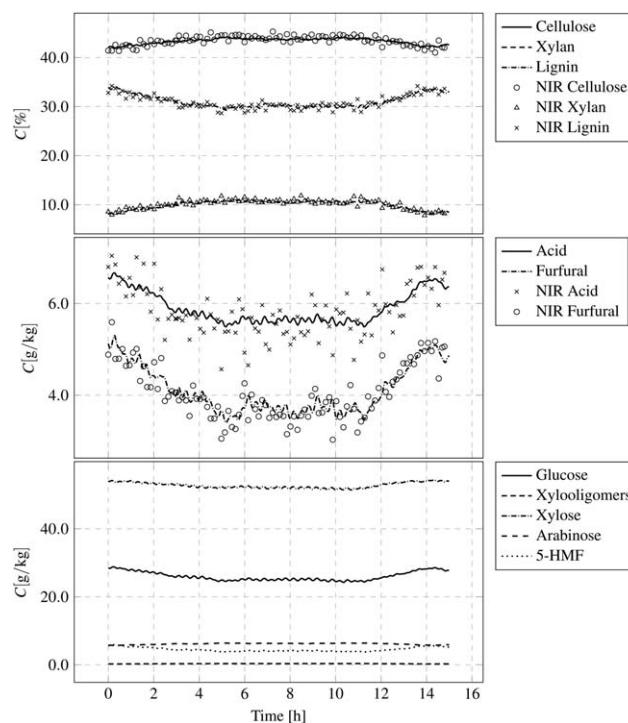 40.0
30.0
20.0
10.0
C[%]
Cellulose
Xylan
Lignin
NIR Cellulose
NIR Xylan
NIR Lignin
6.0
4.0
C[g/kg]
Acid
Furfural
NIR Acid
NIR Furfural
40.0
20.0
0.0
C[g/kg]
Glucose
Xylooligomers
Xylose
Arabinose
5-HMF
0 2 4 6 8 10 12 14 16
Time [h]